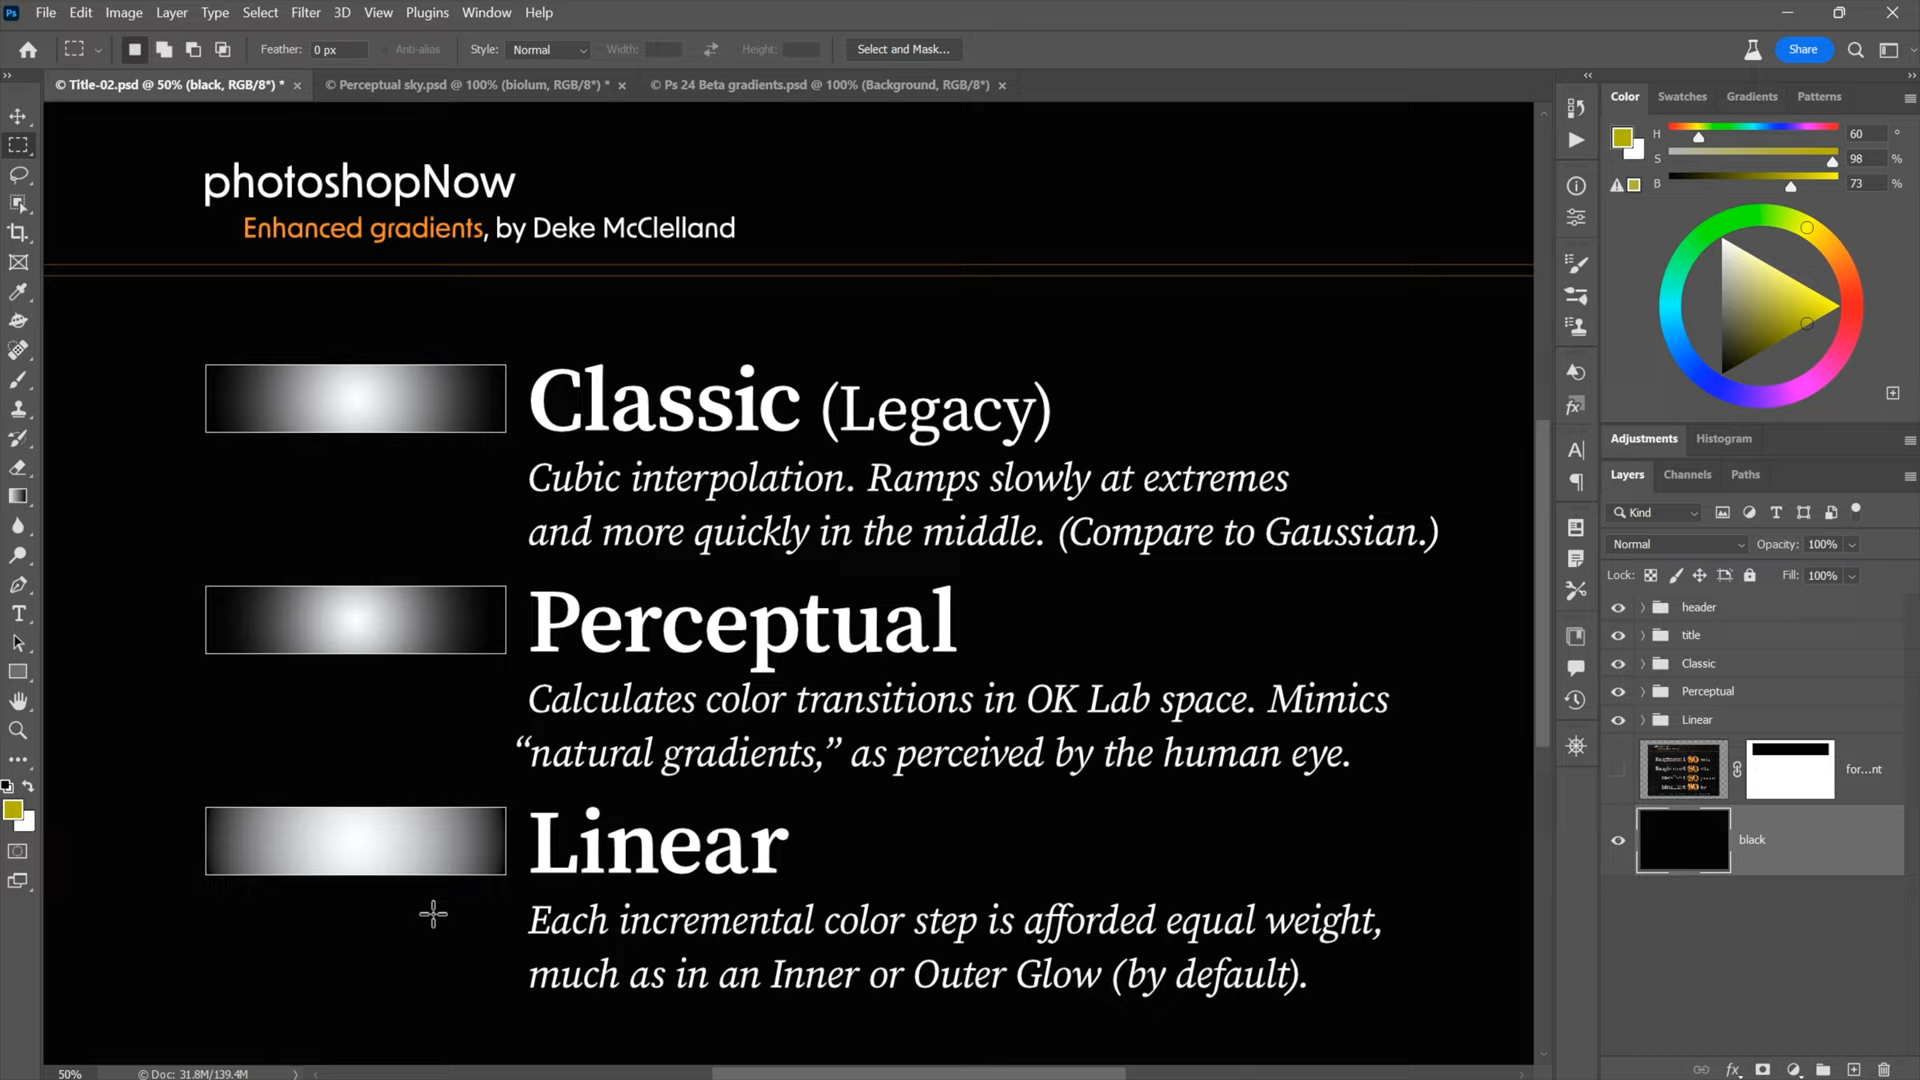 Ps File Edit Image Layer Type Select Filter 3D View Plugins Window Help
Feather: 0 px Anti-alias Style: Normal Width: Height: Select and Mask... Share
© Title-02.psd @ 50% (black, RGB/8*) * © Perceptual sky.psd @ 100% (biolum, RGB/8*) * © Ps 24 Beta gradients.psd @ 100% (Background, RGB/8*)
photoshopNow
Enhanced gradients, by Deke McClelland
Classic (Legacy)
Cubic interpolation. Ramps slowly at extremes
and more quickly in the middle. (Compare to Gaussian.)
Perceptual
Calculates color transitions in OK Lab space. Mimics
“natural gradients,” as perceived by the human eye.
Linear
Each incremental color step is afforded equal weight,
much as in an Inner or Outer Glow (by default).
50% © Doc: 31.8M/139.4M
Color Swatches Gradients Patterns
H 60 °
S 98 %
B 73 %
Adjustments Histogram
Layers Channels Paths
Kind
Normal Opacity: 100%
Lock: Fill: 100%
header
title
Classic
Perceptual
Linear
for...nt
black